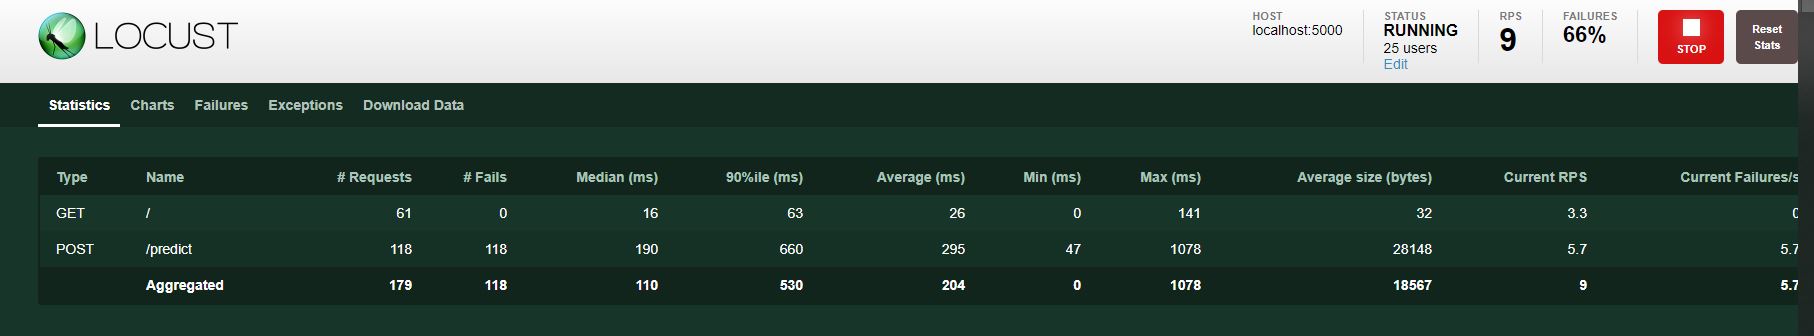 LOCUST
HOST
localhost:5000
STATUS
RUNNING
25 users
Edit
RPS
9
FAILURES
66%
STOP
Reset
Stats
Statistics Charts Failures Exceptions Download Data
Type Name # Requests # Fails Median (ms) 90%ile (ms) Average (ms) Min (ms) Max (ms) Average size (bytes) Current RPS Current Failures/s
GET / 61 0 16 63 26 0 141 32 3.3 0
POST /predict 118 118 190 660 295 47 1078 28148 5.7 5.7
Aggregated 179 118 110 530 204 0 1078 18567 9 5.7